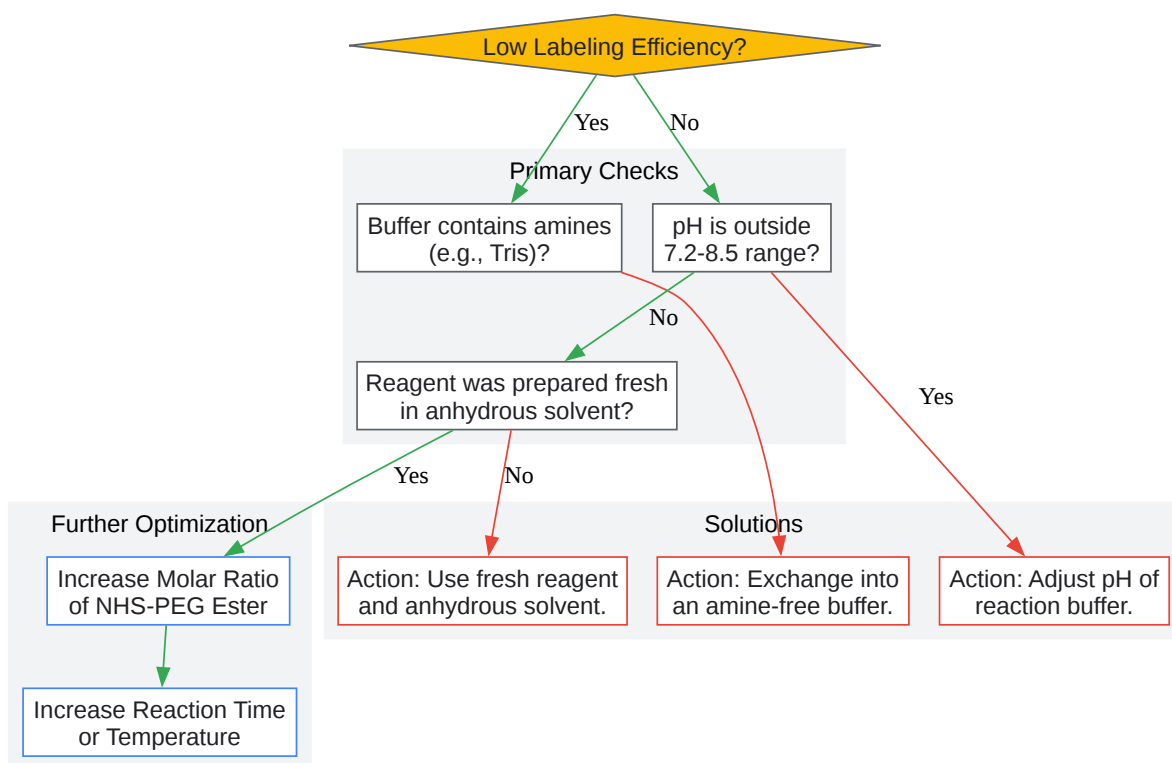 Low Labeling Efficiency?
Yes
No
Primary Checks
Buffer contains amines
(e.g., Tris)?
pH is outside
7.2-8.5 range?
No
Reagent was prepared fresh
in anhydrous solvent?
Yes
Yes
No
Further Optimization
Solutions
Increase Molar Ratio
of NHS-PEG Ester
Action: Use fresh reagent
and anhydrous solvent.
Action: Exchange into
an amine-free buffer.
Action: Adjust pH of
reaction buffer.
Increase Reaction Time
or Temperature